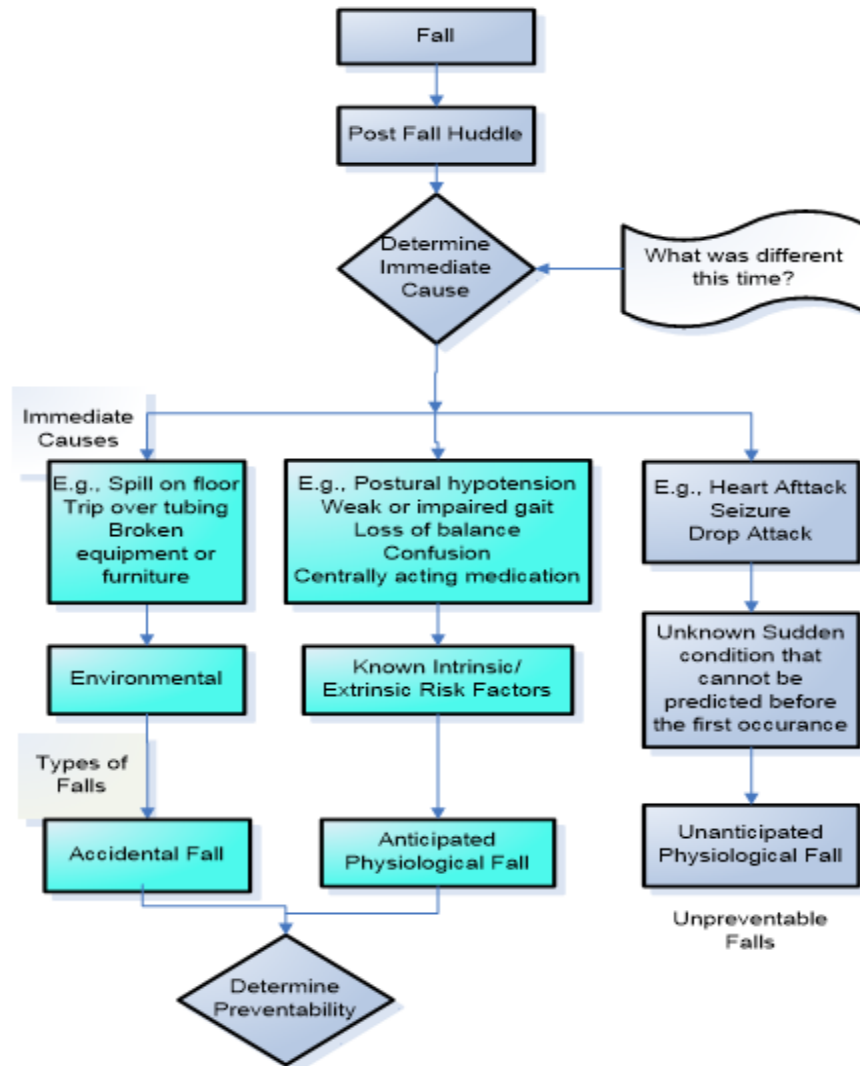 Fall
Post Fall Huddle
Determine
Immediate
Cause
What was different
this time?
Immediate
Causes
E.g., Spill on floor
Trip over tubing
Broken
equipment or
furniture
E.g., Postural hypotension
Weak or impaired gait
Loss of balance
Confusion
Centrally acting medication
E.g., Heart Afttack
Seizure
Drop Attack
Environmental
Known Intrinsic/
Extrinsic Risk Factors
Unknown Sudden
condition that
cannot be
predicted before
the first occurance
Types of
Falls
Accidental Fall
Anticipated
Physiological Fall
Unanticipated
Physiological Fall
Unpreventable
Falls
Determine
Preventability